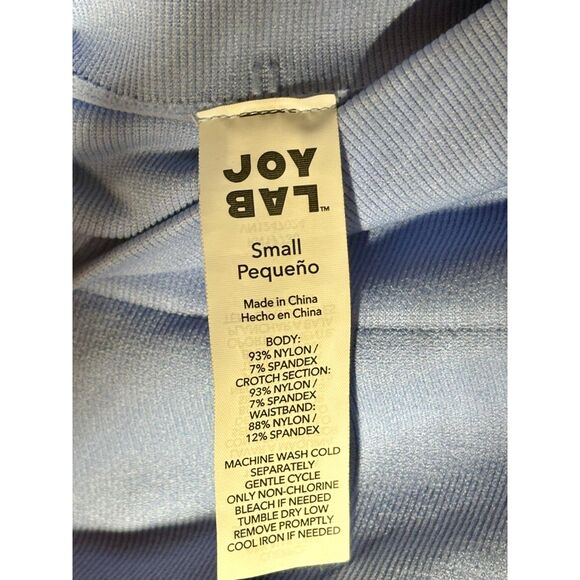 JOY
LAB™
Small
Pequeño
Made in China
Hecho en China
BODY:
93% NYLON /
7% SPANDEX
CROTCH SECTION:
93% NYLON /
7% SPANDEX
WAISTBAND:
88% NYLON /
12% SPANDEX
MACHINE WASH COLD
SEPARATELY
GENTLE CYCLE
ONLY NON-CHLORINE
BLEACH IF NEEDED
TUMBLE DRY LOW
REMOVE PROMPTLY
COOL IRON IF NEEDED